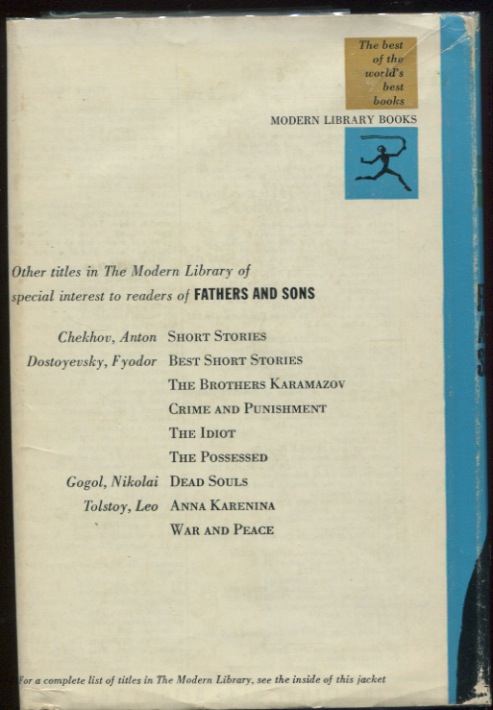 The best
of the
world's
best
books
MODERN LIBRARY BOOKS
Other titles in The Modern Library of
special interest to readers of FATHERS AND SONS
Chekhov, Anton SHORT STORIES
Dostoyevsky, Fyodor BEST SHORT STORIES
THE BROTHERS KARAMAZOV
CRIME AND PUNISHMENT
THE IDIOT
THE POSSESSED
Gogol, Nikolai DEAD SOULS
Tolstoy, Leo ANNA KARENINA
WAR AND PEACE
For a complete list of titles in The Modern Library, see the inside of this jacket